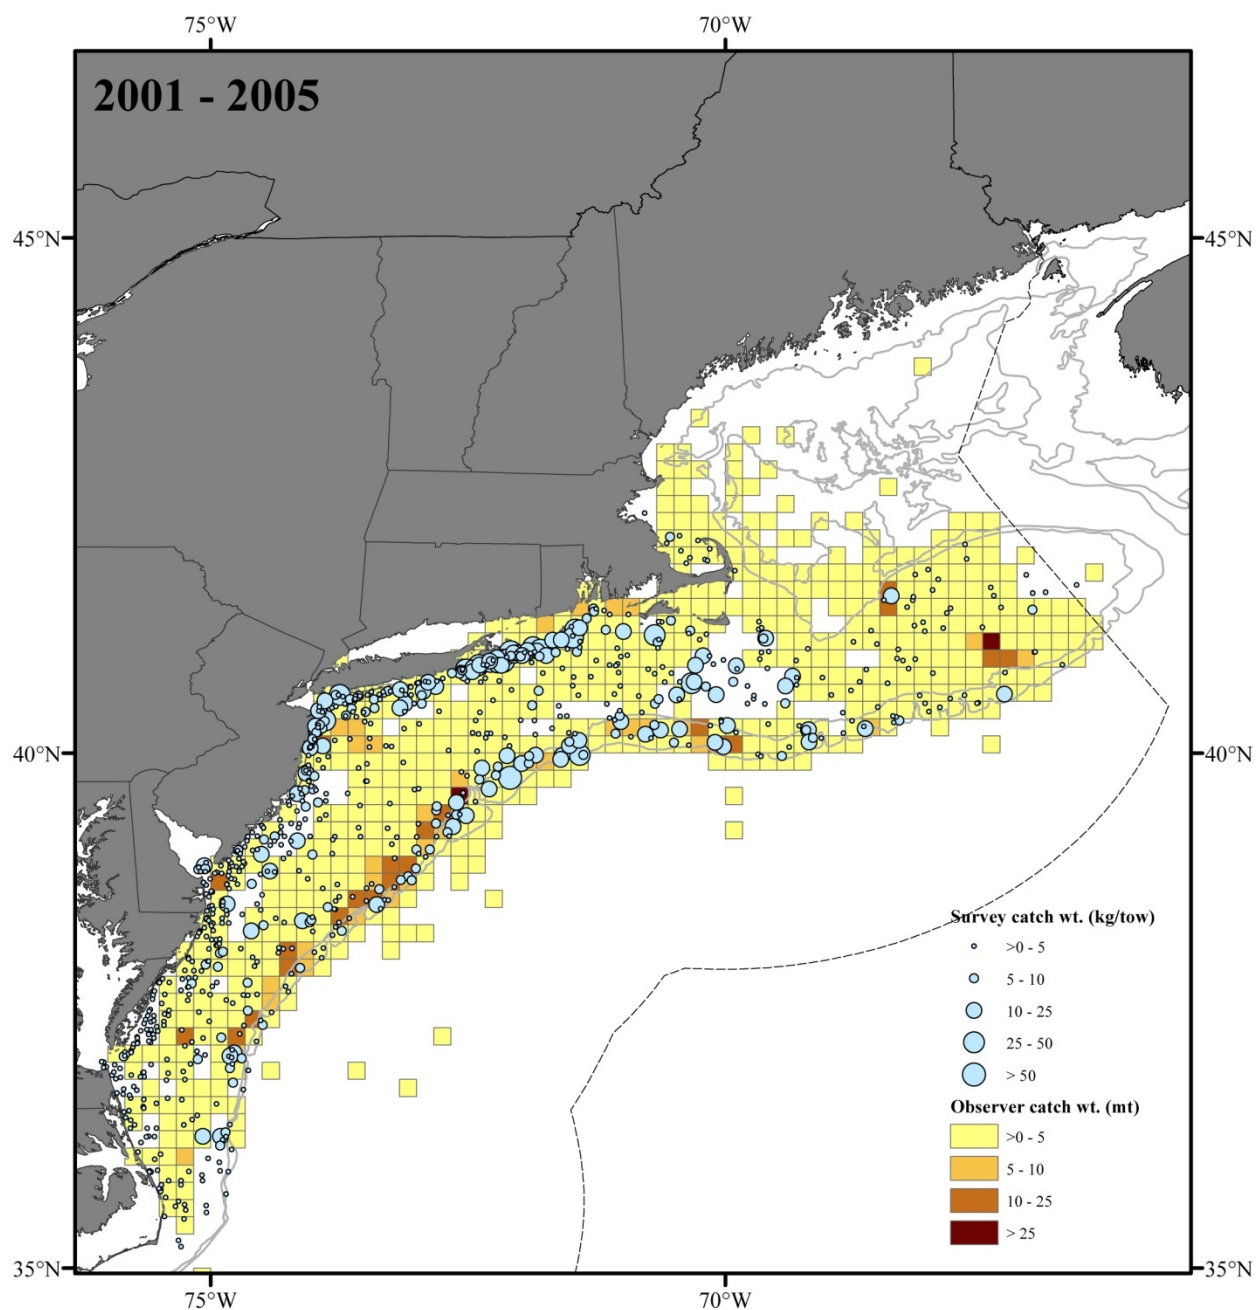 75°W 70°W
2001 - 2005
45°N 45°N
40°N 40°N
Survey catch wt. (kg/tow)
>0 - 5
5 - 10
10 - 25
25 - 50
> 50
Observer catch wt. (mt)
>0 - 5
5 - 10
10 - 25
> 25
35°N 35°N
75°W 70°W